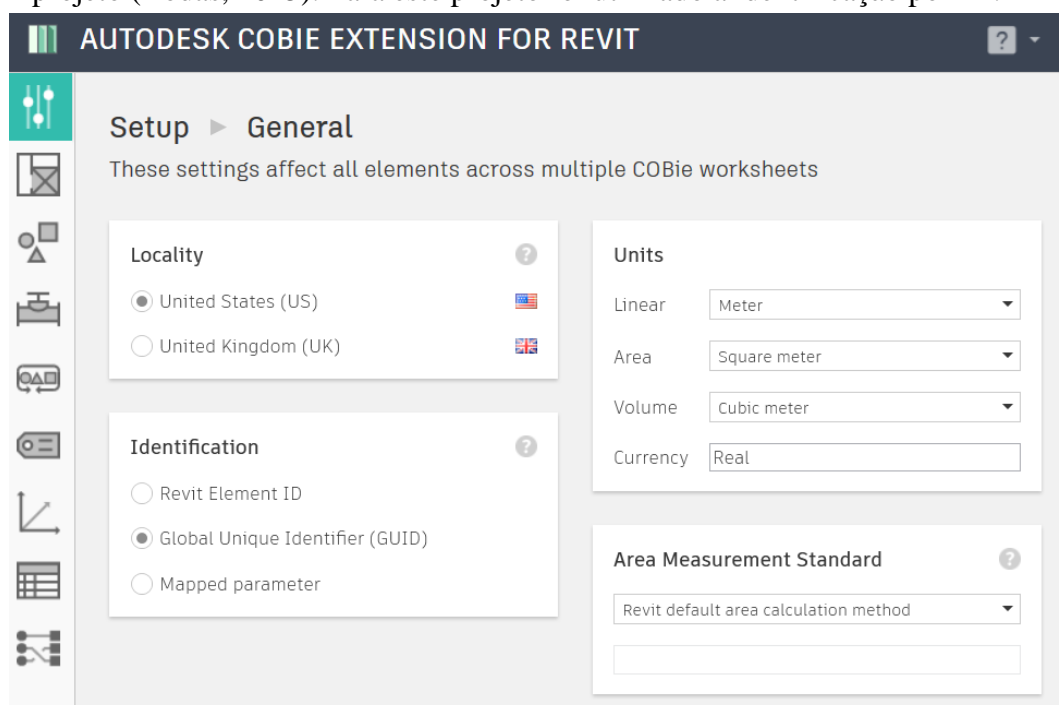 AUTODESK COBIE EXTENSION FOR REVIT
?
Setup General
These settings affect all elements across multiple COBie worksheets
Locality ?
United States (US)
United Kingdom (UK)
Identification ?
Revit Element ID
Global Unique Identifier (GUID)
Mapped parameter
Units
Linear Meter
Area Square meter
Volume Cubic meter
Currency Real
Area Measurement Standard ?
Revit default area calculation method